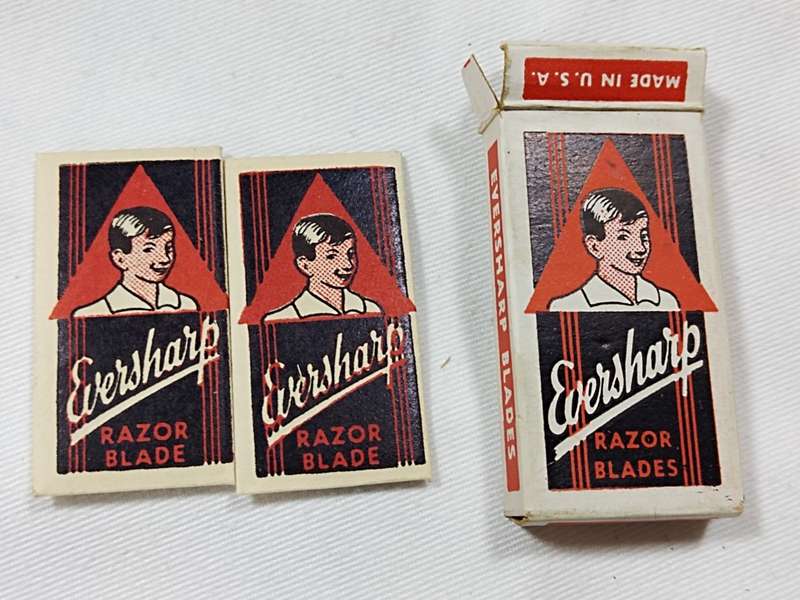 Eversharp
RAZOR
BLADE
Eversharp
RAZOR
BLADE
MADE IN U.S.A.
EVERSHARP BLADES
Eversharp
RAZOR
BLADES